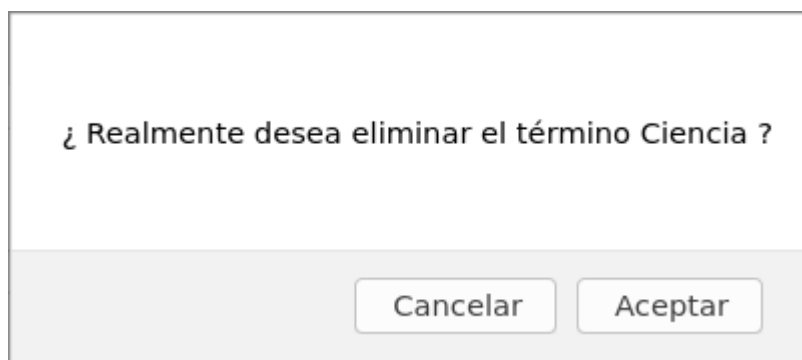 ¿ Realmente desea eliminar el término Ciencia ?
Cancelar Aceptar